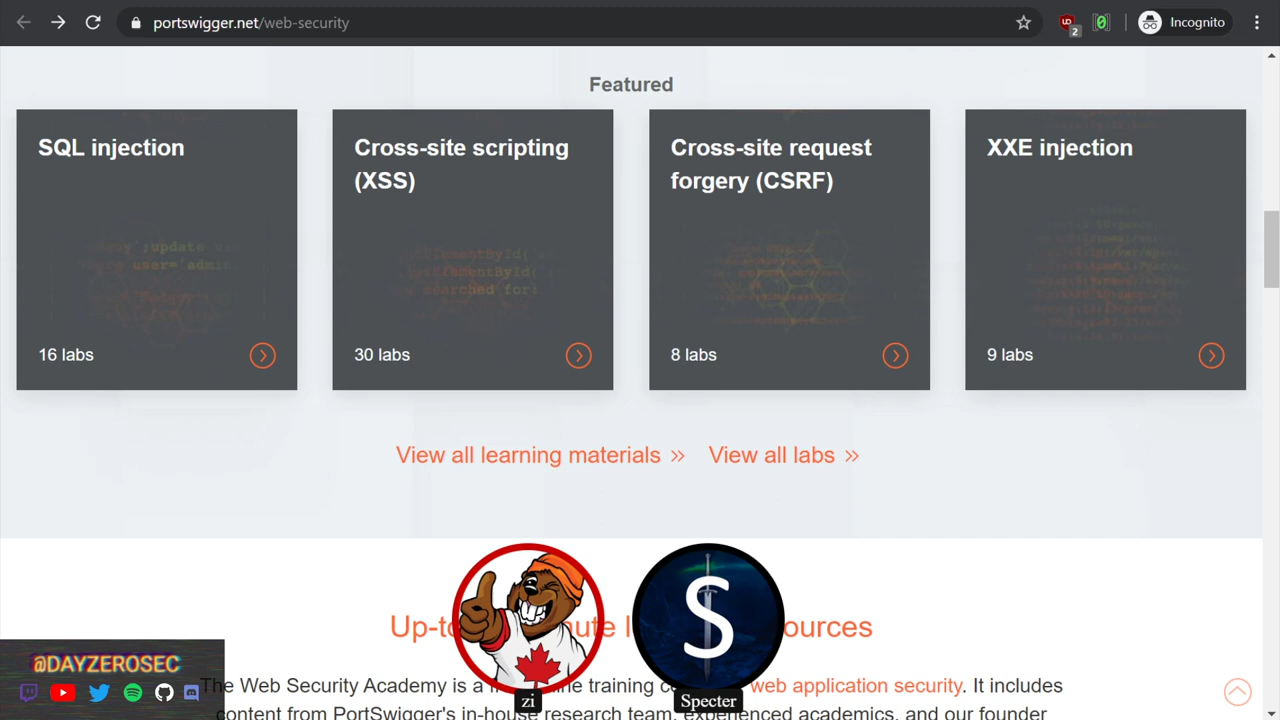 portswigger.net/web-security
2
Incognito
Featured
SQL injection
Cross-site scripting
(XSS)
Cross-site request
forgery (CSRF)
XXE injection
16 labs
30 labs
8 labs
9 labs
View all learning materials »
View all labs »
S
ources
@DAYZEROSEC
The Web Security Academy is a
training
web application security. It includes
zi
Specter
content from PortSwigger's in-house research team, experienced academics, and our founder